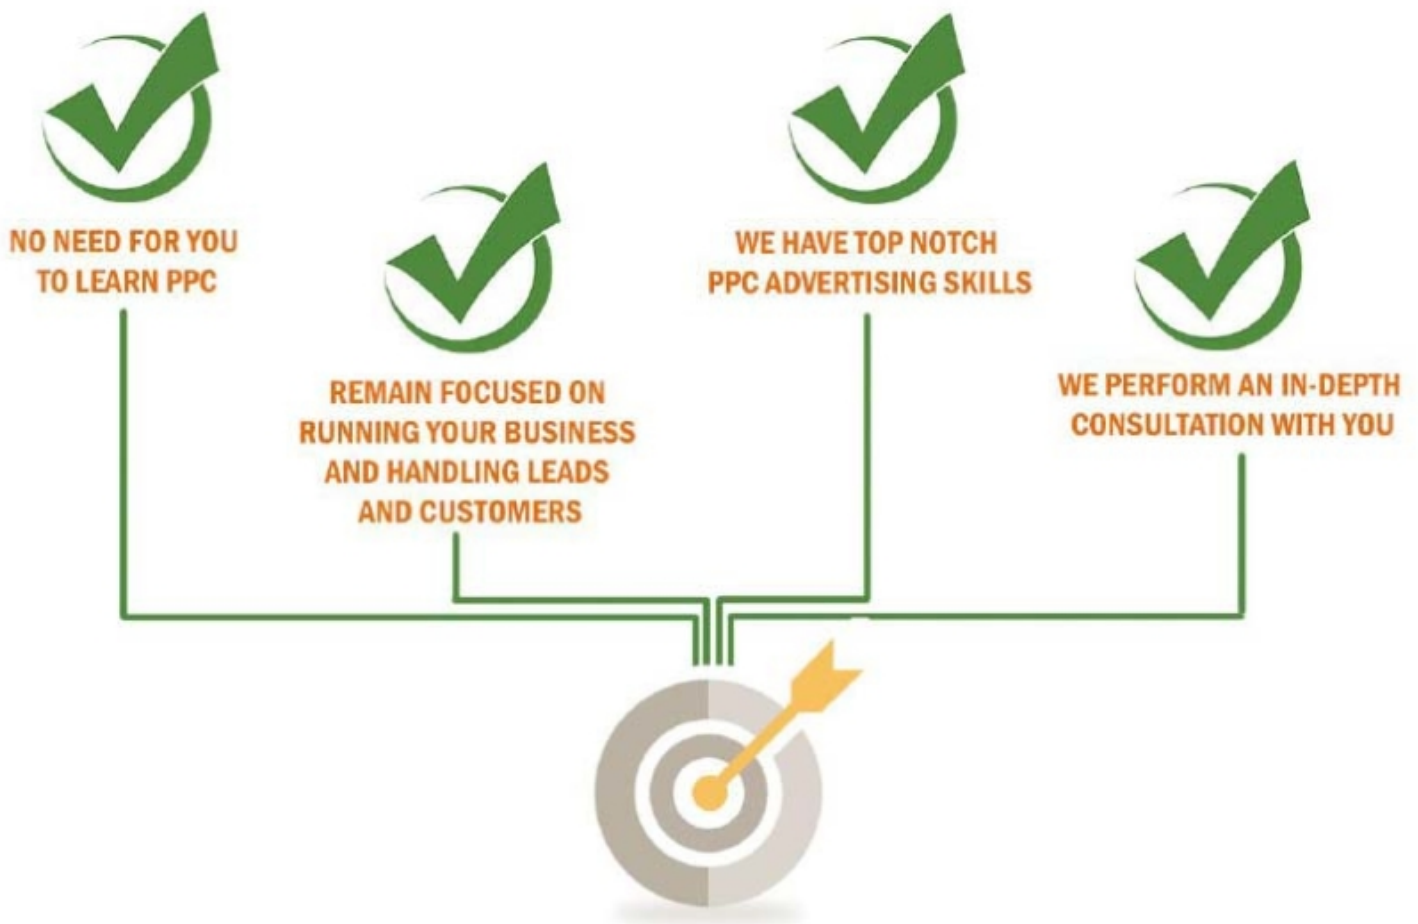 NO NEED FOR YOU
TO LEARN PPC
REMAIN FOCUSED ON
RUNNING YOUR BUSINESS
AND HANDLING LEADS
AND CUSTOMERS
WE HAVE TOP NOTCH
PPC ADVERTISING SKILLS
WE PERFORM AN IN-DEPTH
CONSULTATION WITH YOU